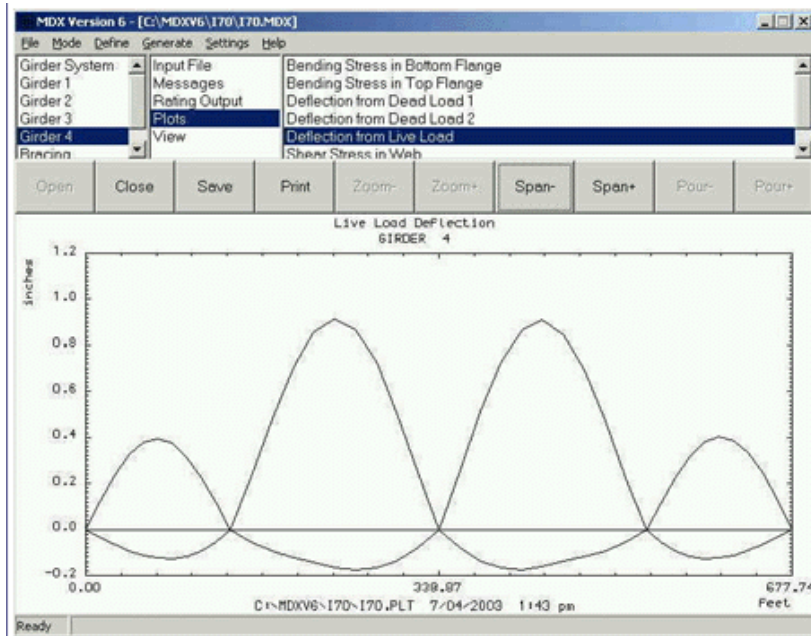 MDX Version 6 - [C:\MDXV6\I70\I70.MDX]
File Mode Define Generate Settings Help
Girder System
Girder 1
Girder 2
Girder 3
Girder 4
Bracing
Input File
Messages
Rating Output
Plots
View
Bending Stress in Bottom Flange
Bending Stress in Top Flange
Deflection from Dead Load 1
Deflection from Dead Load 2
Deflection from Live Load
Shear Stress in Web
Open Close Save Print Zoom- Zoom+ Span- Span+ Pour- Pour+
Live Load Deflection
GIRDER 4
inches
1.2
1.0
0.8
0.6
0.4
0.2
0.0
-0.2
0.00 338.87 677.74
C:\MDXV6\I70\I70.PLT 7/04/2003 1:43 pm Feet
Ready